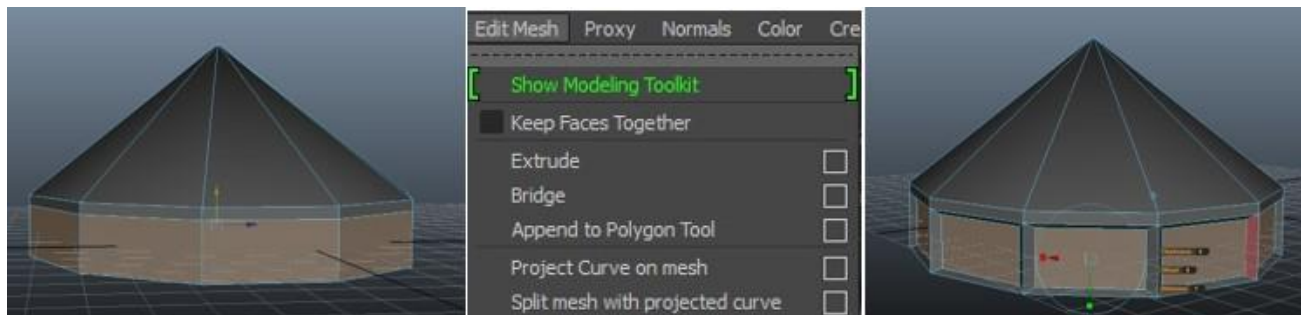 Edit Mesh Proxy Normals Color Cre
Show Modeling Toolkit
Keep Faces Together
Extrude
Bridge
Append to Polygon Tool
Project Curve on mesh
Split mesh with projected curve